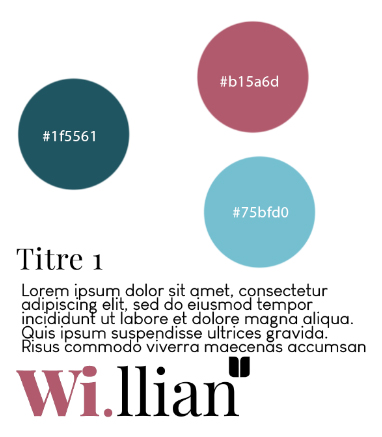 #b15a6d
#1f5561
#75bfd0
Titre 1
Lorem ipsum dolor sit amet, consectetur
adipiscing elit, sed do eiusmod tempor
incididunt ut labore et dolore magna aliqua.
Quis ipsum suspendisse ultrices gravida.
Risus commodo viverra maecenas accumsan
Wi.llian